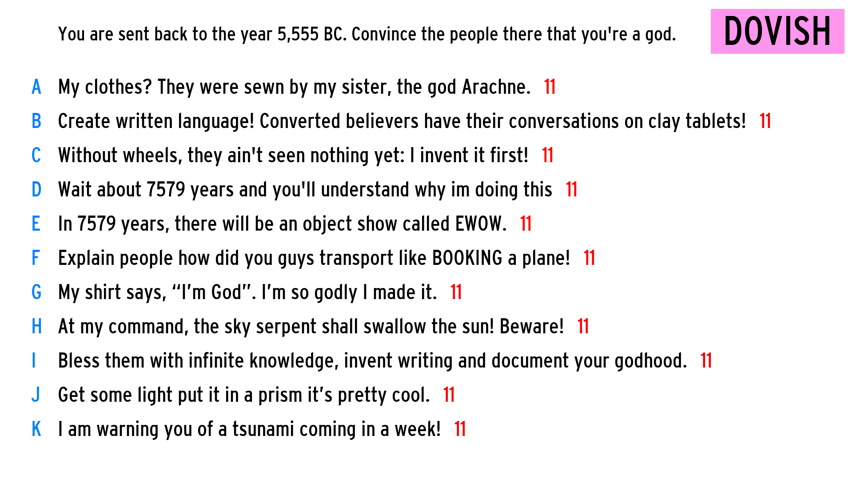 You are sent back to the year 5,555 BC. Convince the people there that you're a god.
DOVISH
A My clothes? They were sewn by my sister, the god Arachne. 11
B Create written language! Converted believers have their conversations on clay tablets! 11
C Without wheels, they ain't seen nothing yet: I invent it first! 11
D Wait about 7579 years and you'll understand why im doing this 11
E In 7579 years, there will be an object show called EWOW. 11
F Explain people how did you guys transport like BOOKING a plane! 11
G My shirt says, “I’m God”. I’m so godly I made it. 11
H At my command, the sky serpent shall swallow the sun! Beware! 11
I Bless them with infinite knowledge, invent writing and document your godhood. 11
J Get some light put it in a prism it’s pretty cool. 11
K I am warning you of a tsunami coming in a week! 11